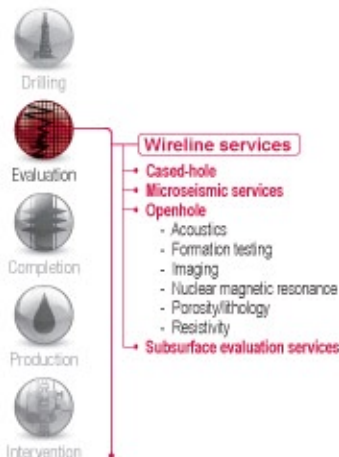 Drilling
Evaluation
Wireline services
Cased-hole
Microseismic services
Openhole
- Acoustics
- Formation testing
- Imaging
- Nuclear magnetic resonance
- Porosity/lithology
- Resistivity
Subsurface evaluation services
Completion
Production
Intervention